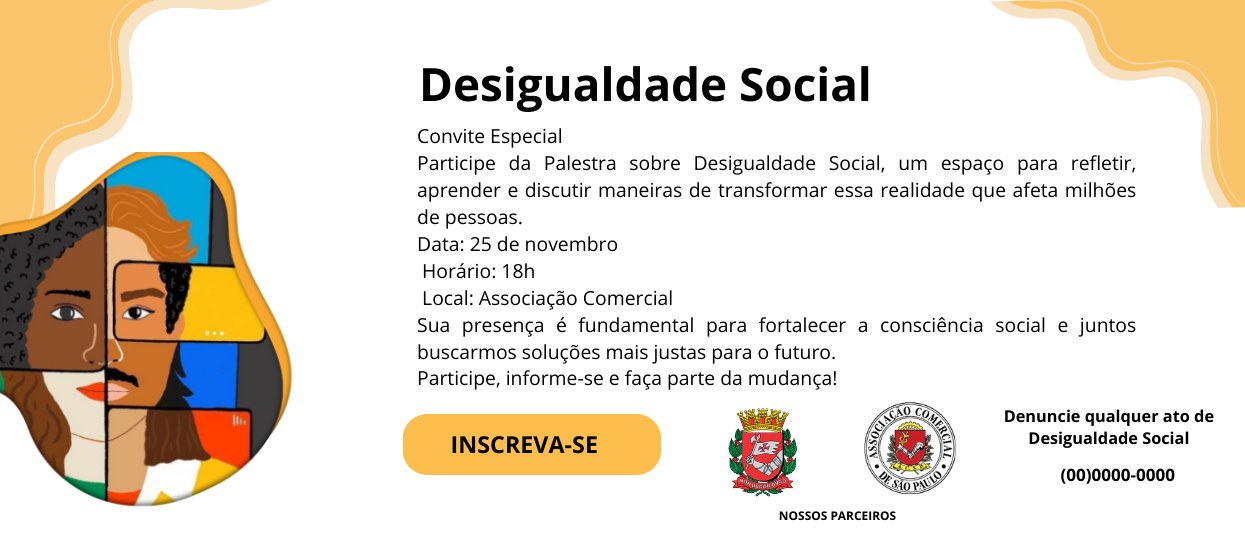 Desigualdade Social
Convite Especial
Participe da Palestra sobre Desigualdade Social, um espaço para refletir,
aprender e discutir maneiras de transformar essa realidade que afeta milhões
de pessoas.
Data: 25 de novembro
Horário: 18h
Local: Associação Comercial
Sua presença é fundamental para fortalecer a consciência social e juntos
buscarmos soluções mais justas para o futuro.
Participe, informe-se e faça parte da mudança!
INSCREVA-SE
ASSOCIAÇÃO COMERCIAL
DE SÃO PAULO
Denuncie qualquer ato de
Desigualdade Social
(00)0000-0000
NOSSOS PARCEIROS